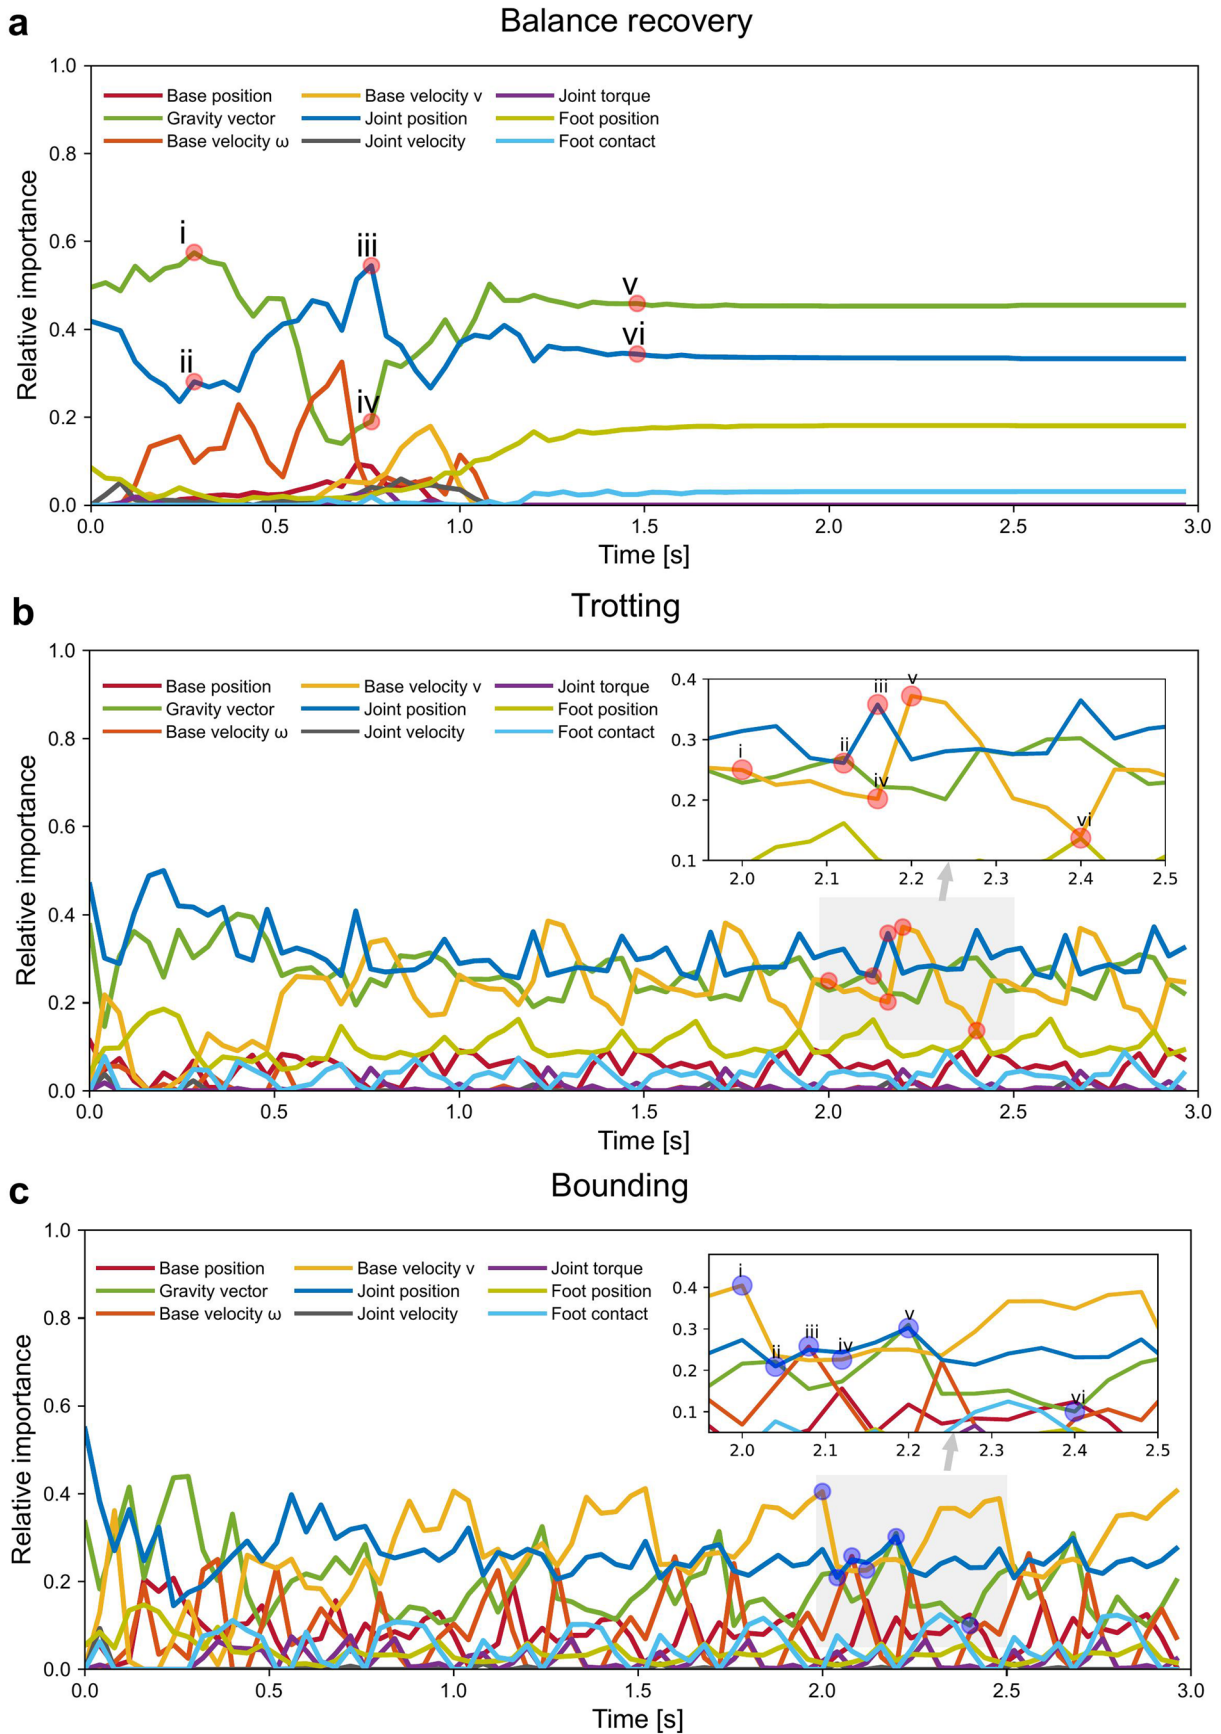 a
Balance recovery
1.0
0.8
0.6
0.4
0.2
0.0
Relative importance
Base position
Base velocity v
Joint torque
Gravity vector
Joint position
Foot position
Base velocity ω
Joint velocity
Foot contact
i
ii
iii
iv
v
vi
0.0 0.5 1.0 1.5 2.0 2.5 3.0
Time [s]
b
Trotting
1.0
0.8
0.6
0.4
0.2
0.0
Relative importance
Base position
Base velocity v
Joint torque
Gravity vector
Joint position
Foot position
Base velocity ω
Joint velocity
Foot contact
0.4
0.3
0.2
0.1
i
ii
iii
iv
v
vi
2.0 2.1 2.2 2.3 2.4 2.5
0.0 0.5 1.0 1.5 2.0 2.5 3.0
Time [s]
c
Bounding
1.0
0.8
0.6
0.4
0.2
0.0
Relative importance
Base position
Base velocity v
Joint torque
Gravity vector
Joint position
Foot position
Base velocity ω
Joint velocity
Foot contact
0.4
0.3
0.2
0.1
i
ii
iii
iv
v
vi
2.0 2.1 2.2 2.3 2.4 2.5
0.0 0.5 1.0 1.5 2.0 2.5 3.0
Time [s]